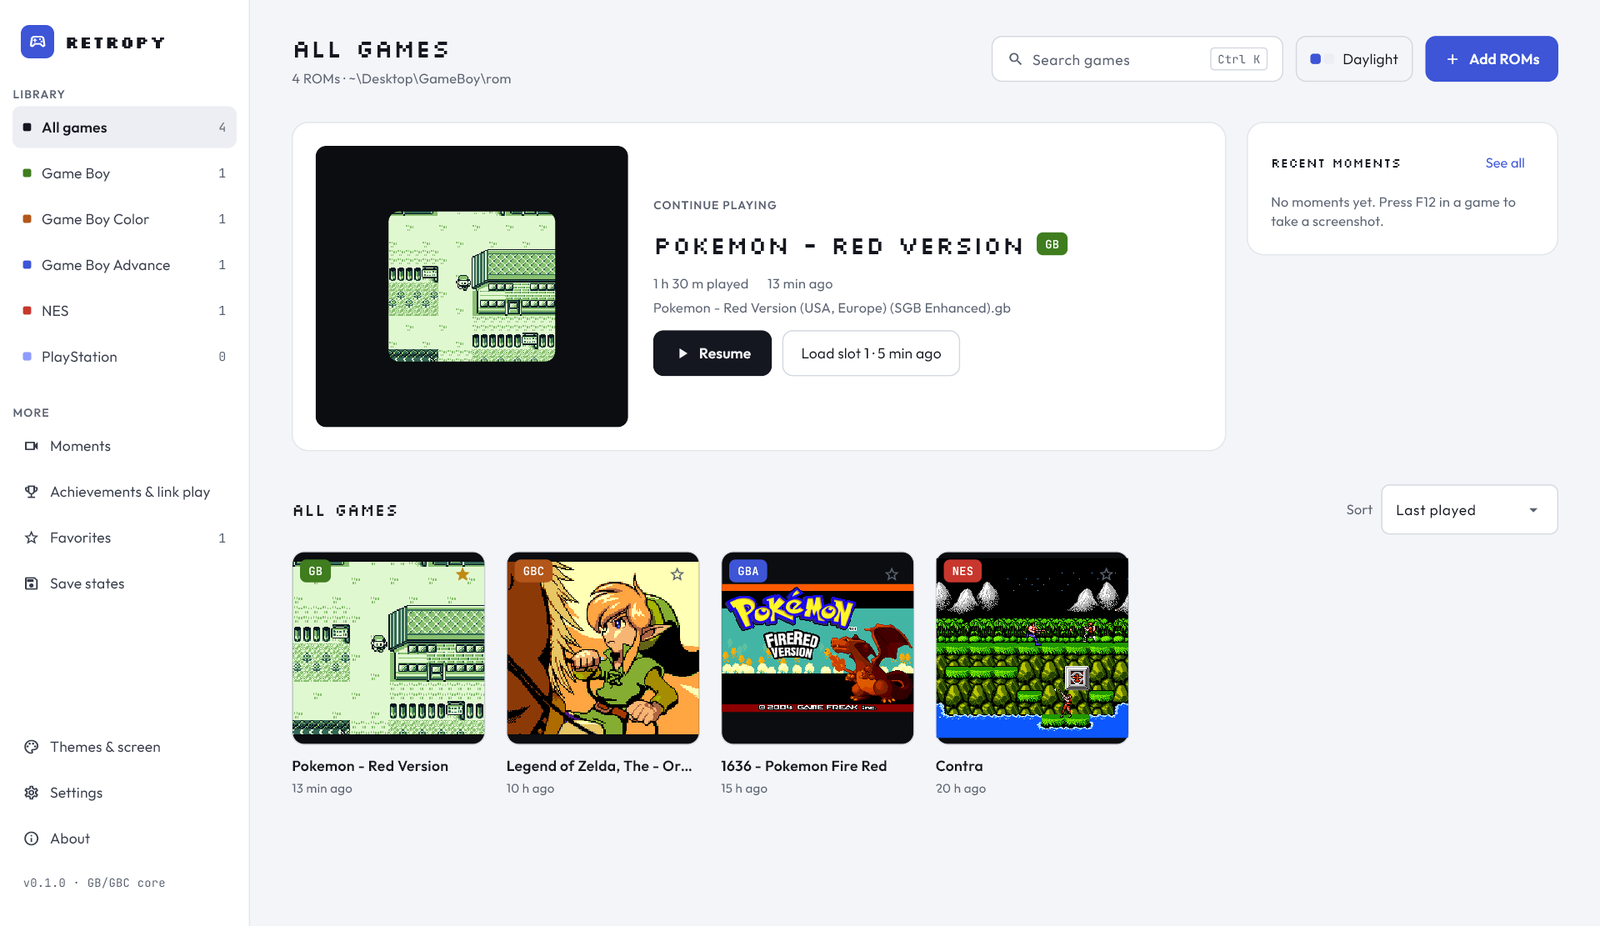 RETROPY
LIBRARY
All games 4
Game Boy 1
Game Boy Color 1
Game Boy Advance 1
NES 1
PlayStation 0
MORE
Moments
Achievements & link play
Favorites 1
Save states
Themes & screen
Settings
About
v0.1.0 · GB/GBC core
ALL GAMES
4 ROMs · ~\Desktop\GameBoy\rom
Search games Ctrl K
Daylight
+ Add ROMs
CONTINUE PLAYING
POKEMON - RED VERSION GB
1 h 30 m played 13 min ago
Pokemon - Red Version (USA, Europe) (SGB Enhanced).gb
Resume
Load slot 1 · 5 min ago
RECENT MOMENTS See all
No moments yet. Press F12 in a game to
take a screenshot.
ALL GAMES
Sort Last played
GB
Pokemon - Red Version
13 min ago
GBC
Legend of Zelda, The - Or...
10 h ago
GBA
POKéMON
FIRERED
VERSION
©2004 GAME FREAK inc.
1636 - Pokemon Fire Red
15 h ago
NES
Contra
20 h ago